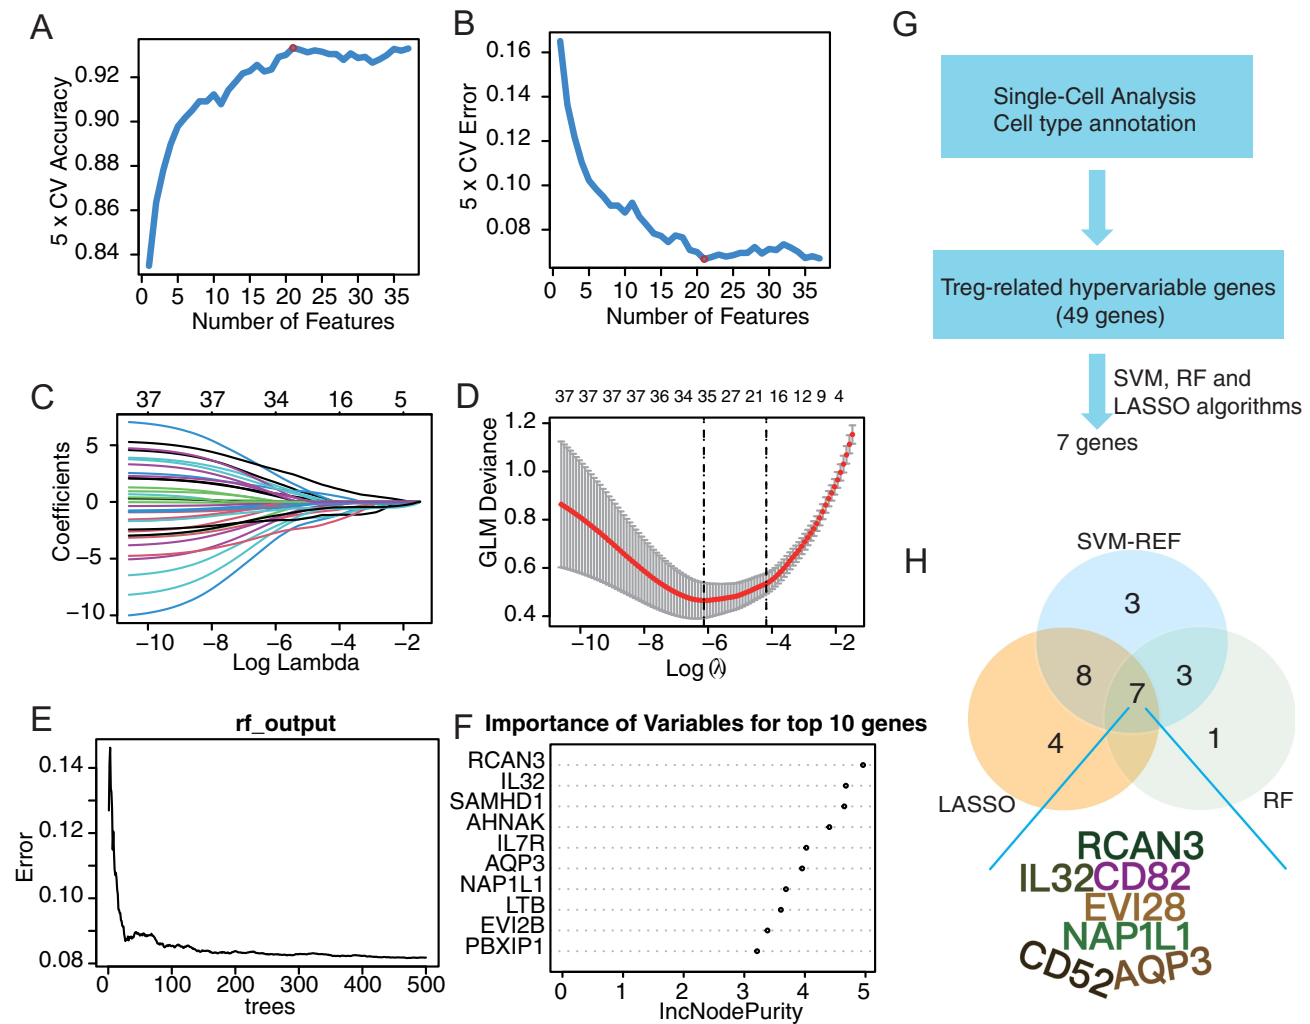 A
5 x CV Accuracy
0.92
0.90
0.88
0.86
0.84
0 5 10 15 20 25 30 35
Number of Features
B
5 x CV Error
0.16
0.14
0.12
0.10
0.08
0 5 10 15 20 25 30 35
Number of Features
G
Single-Cell Analysis
Cell type annotation
Treg-related hypervariable genes
(49 genes)
SVM, RF and
LASSO algorithms
7 genes
C
37 37 34 16 5
Coefficients
5
0
−5
−10
−10 −8 −6 −4 −2
Log Lambda
D
37 37 37 37 36 34 35 27 21 16 12 9 4
GLM Deviance
1.2
1.0
0.8
0.6
0.4
−10 −8 −6 −4 −2
Log (λ)
H
SVM-REF
3
8
7
3
4
1
LASSO
RF
RCAN3
IL32 CD82
EVI28
NAP1L1
CD52 AQP3
E
rf_output
Error
0.14
0.12
0.10
0.08
0 100 200 300 400 500
trees
F
Importance of Variables for top 10 genes
RCAN3
IL32
SAMHD1
AHNAK
IL7R
AQP3
NAP1L1
LTB
EVI2B
PBXIP1
0 1 2 3 4 5
IncNodePurity